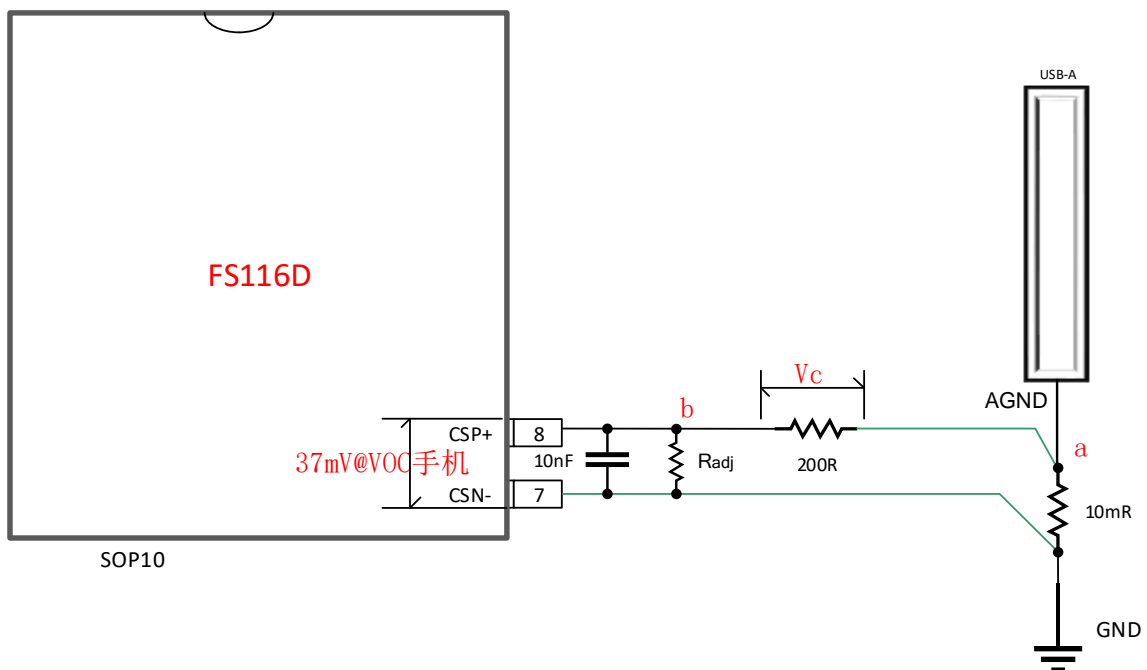 USB-A
FS116D
Vc
AGND
b
a
CSP+
8
37mV@VOC手机
10nF
Radj
200R
CSN-
7
10mR
SOP10
GND